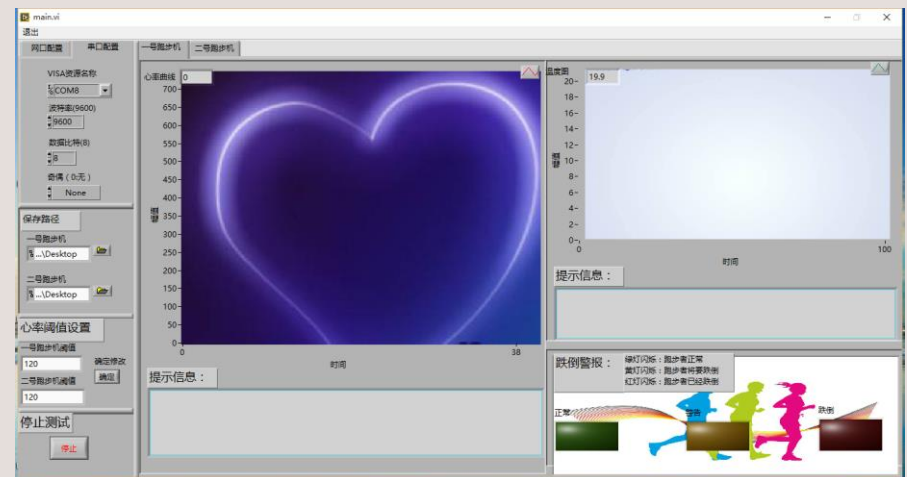 main.vi
退出
网口配置 串口配置
VISA资源名称
COM8
波特率(9600)
9600
数据比特(8)
8
奇偶（0:无）
None
保存路径
一号跑步机
...\Desktop
二号跑步机
...\Desktop
心率阈值设置
一号跑步机阈值
120
确定修改
二号跑步机阈值
确定
120
停止测试
停止
一号跑步机 二号跑步机
心率曲线 0
700
650
600
550
500
450
400
350
300
250
200
150
100
50
0
幅值
0 38
时间
提示信息：
温度图 19.9
20
18
16
14
12
10
8
6
4
2
0
幅值
0 100
时间
提示信息：
跌倒警报：
绿灯闪烁：跑步者正常
黄灯闪烁：跑步者将要跌倒
红灯闪烁：跑步者已经跌倒
正常 警告 跌倒